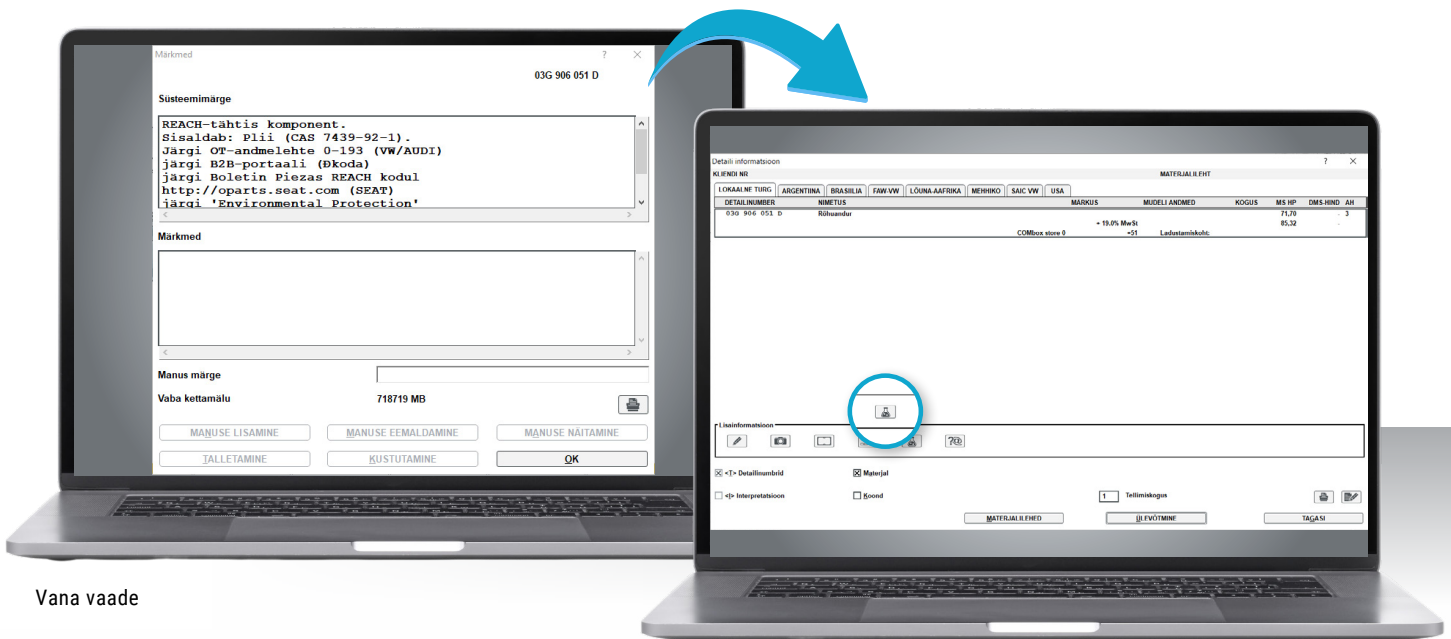 Märkmed
? ×
03G 906 051 D
Süsteemimärge
REACH-tähtis komponent.
Sisaldab: Plii (CAS 7439-92-1).
Järgi OT-andmelehte 0-193 (VW/AUDI)
järgi B2B-portaali (Đkoda)
järgi Boletin Piezas REACH kodul
http://oparts.seat.com (SEAT)
järgi 'Environmental Protection'
Märkmed
Manus märge
Vaba kettamälu 718719 MB
MANUSE LISAMINE MANUSE EEMALDAMINE MANUSE NÄITAMINE
TALLETAMINE KUSTUTAMINE OK
Vana vaade
Detaili informatsioon ? ×
KLIENDI NR MATERJALILEHT
LOKAALNE TURG ARGENTIINA BRASIILIA FAW-VW LÕUNA-AAFRIKA MEHHIKO SAIC VW USA
DETAILINUMBER NIMETUS MÄRKUS MUDELI ANDMED KOGUS MS HP DMS-HIND AH
03G 906 051 D Rõhuandur 71,70 - 3
+ 19.0% MwSt 85,32 -
COMbox store 0 =51 Ladustamiskoht:
Lisainformatsioon
<T> Detailinumbrid Materjal
<I> Interpretatsioon Koond 1 Tellimiskogus
MATERJALILEHED ÜLEVÕTMINE TAGASI